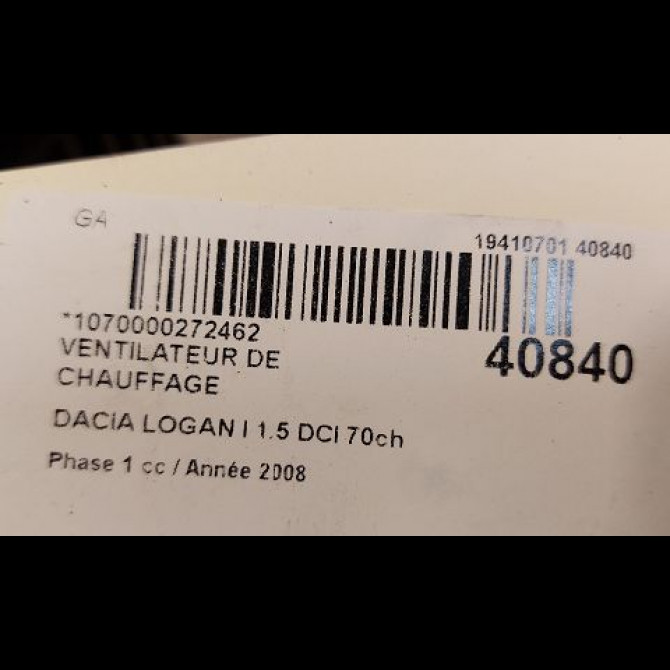 GA
19410701 40840
*1070000272462
40840
VENTILATEUR DE
CHAUFFAGE
DACIA LOGAN I 1.5 DCI 70ch
Phase 1 cc / Année 2008